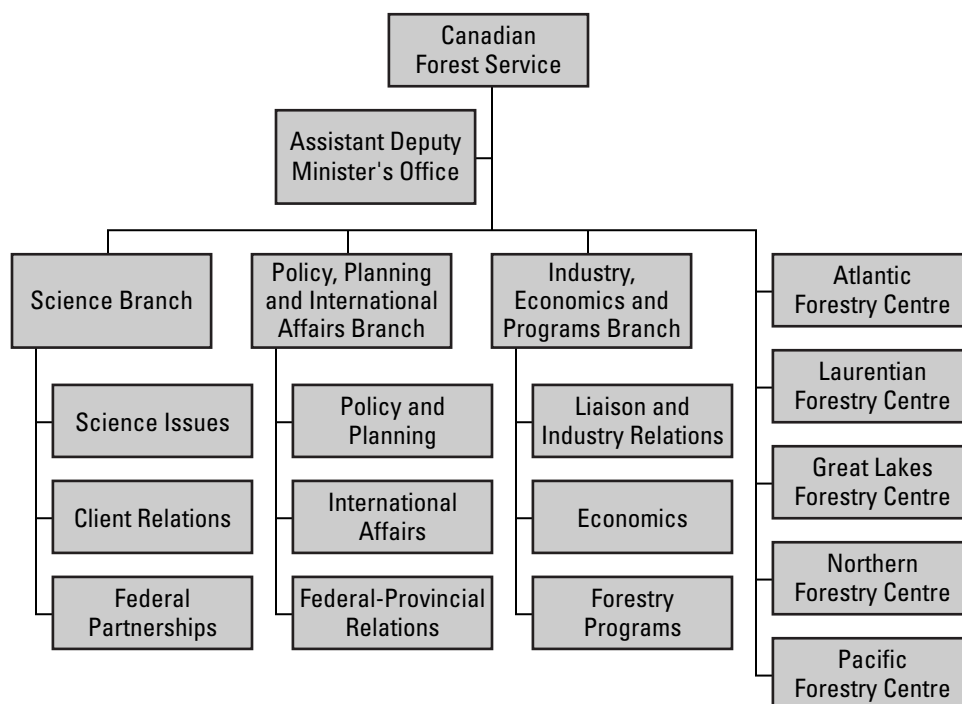 Canadian
Forest Service
Assistant Deputy
Minister's Office
Science Branch
Policy, Planning
and International
Affairs Branch
Industry,
Economics and
Programs Branch
Atlantic
Forestry Centre
Science Issues
Policy and
Planning
Liaison and
Industry Relations
Laurentian
Forestry Centre
Client Relations
International
Affairs
Economics
Great Lakes
Forestry Centre
Federal
Partnerships
Federal-Provincial
Relations
Forestry
Programs
Northern
Forestry Centre
Pacific
Forestry Centre